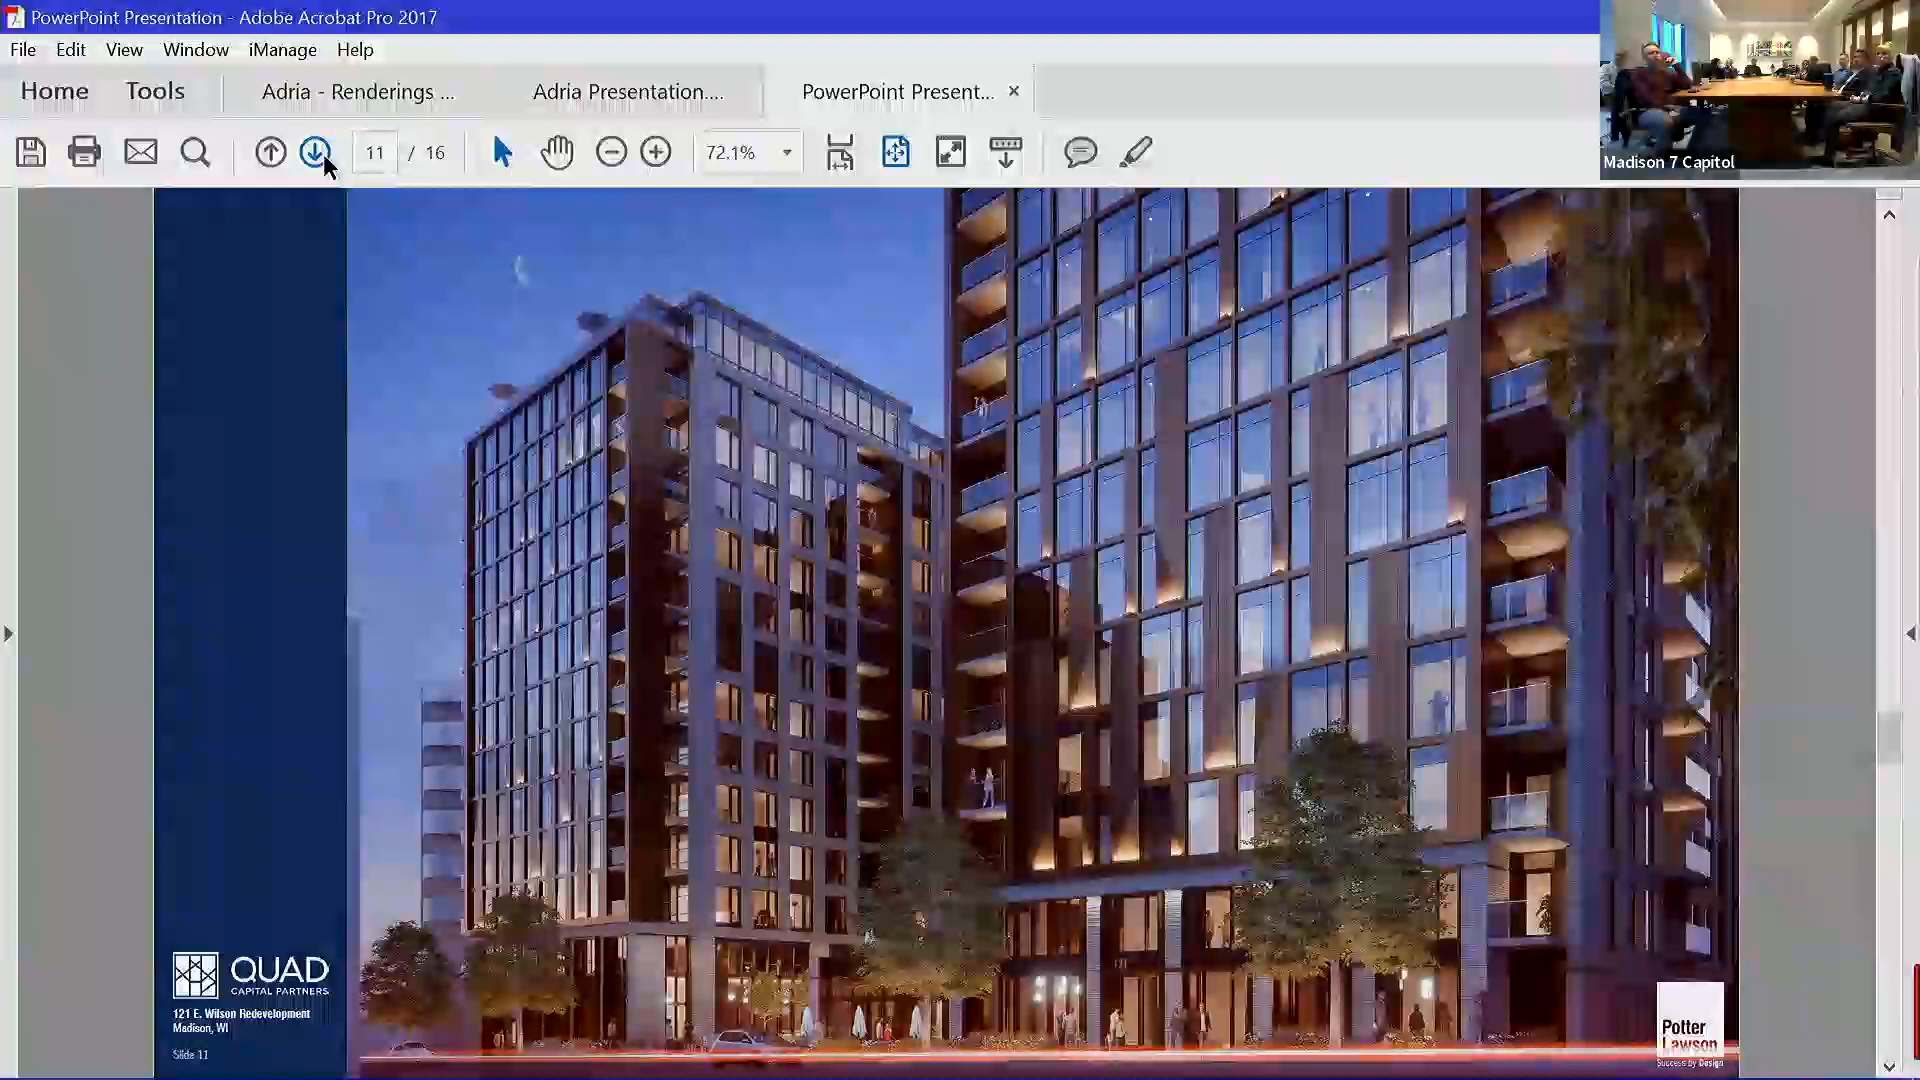 PowerPoint Presentation - Adobe Acrobat Pro 2017
File Edit View Window iManage Help
Home Tools Adria - Renderings ... Adria Presentation.... PowerPoint Present... ×
11 / 16 72.1%
Madison 7 Capitol
QUAD
CAPITAL PARTNERS
121 E. Wilson Redevelopment
Madison, WI
Slide 11
Potter
Lawson
Success by Design